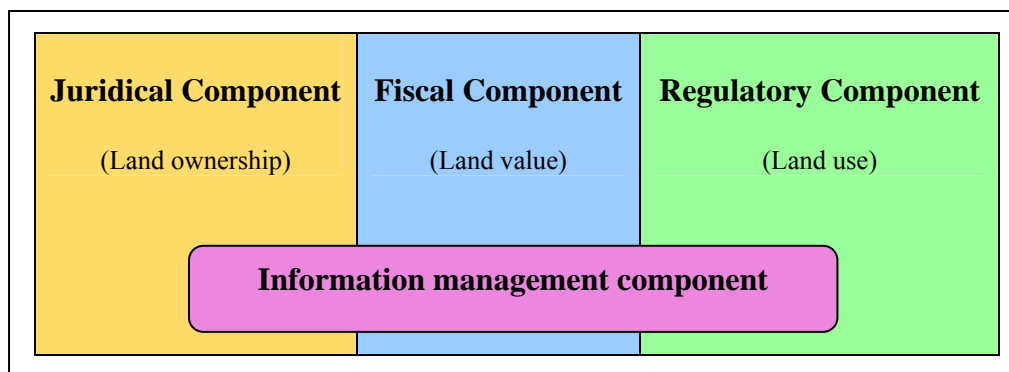 Juridical Component
(Land ownership)
Fiscal Component
(Land value)
Regulatory Component
(Land use)
Information management component